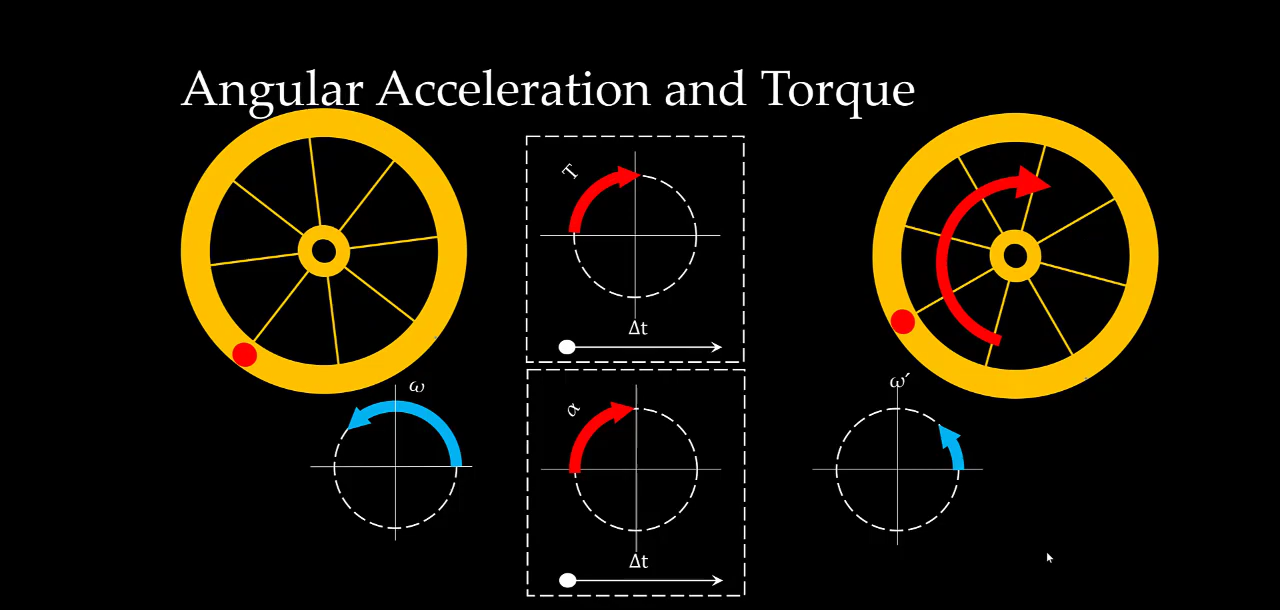 Angular Acceleration and Torque
T
Δt
ω
α
Δt
ω′